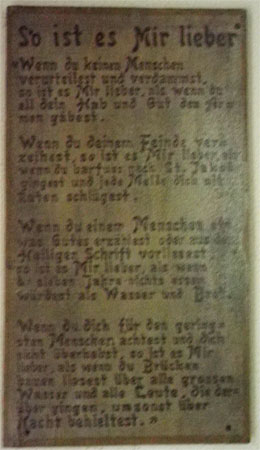 So ist es Mir lieber
«Wenn du keinen Menschen
verurteilest und verdammst,
so ist es Mir lieber, als wenn du
all dein Hab und Gut den Ar-
men gäbest.
Wenn du deinem Feinde ver-
zeihest, so ist es Mir lieber, als
wenn du barfuss nach St. Jakob
gingest und jede Meile dich mit
Ruten schlügest.
Wenn du einem Menschen et-
was Gutes erzählest oder aus der
Heiligen Schrift vorliesest
so ist es Mir lieber, als wenn
du sieben Jahre nichts essen
würdest als Wasser und Brot.
Wenn du dich für den gering-
sten Menschen achtest und dich
nicht überhebst, so ist es Mir
lieber, als wenn du Brücken
bauen liessest über alle grossen
Wasser und alle Leute, die dar-
über gingen, umsonst über
Nacht behieltest.»